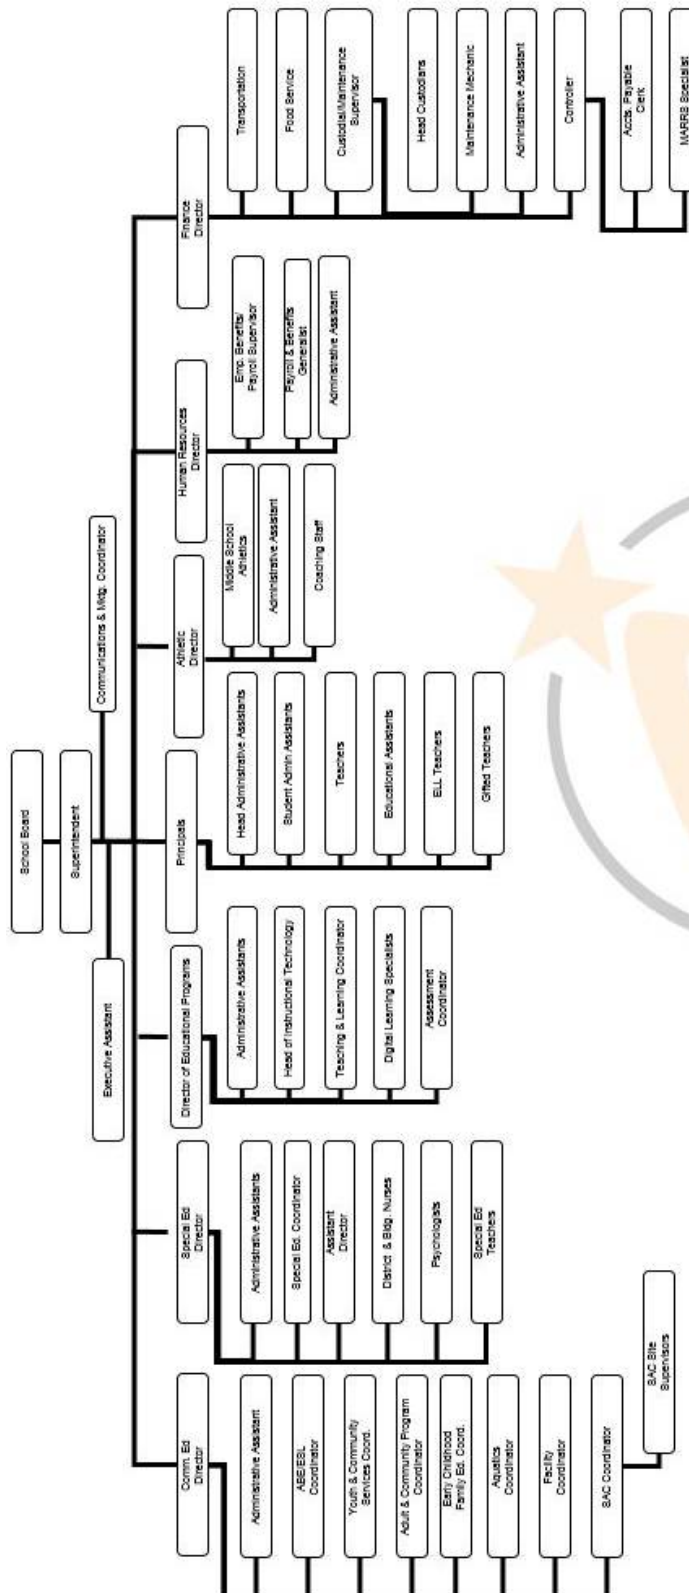 School Board
Superintendent
Communications & Mktg. Coordinator
Executive Assistant
Comm. Ed
Director
Administrative Assistant
ABE/ESL
Coordinator
Youth & Community
Services Coord.
Adult & Community Program
Coordinator
Early Childhood
Family Ed. Coord.
Aquatics
Coordinator
Facility
Coordinator
SAC Coordinator
SAC Site
Supervisors
Special Ed
Director
Administrative Assistants
Special Ed. Coordinator
Assistant
Director
District & Bldg. Nurses
Psychologists
Special Ed
Teachers
Director of Educational Programs
Administrative Assistants
Head of Instructional Technology
Teaching & Learning Coordinator
Digital Learning Specialists
Assessment
Coordinator
Principals
Head Administrative Assistants
Student Admin Assistants
Teachers
Educational Assistants
ELL Teachers
Gifted Teachers
Athletic
Director
Middle School
Athletics
Administrative Assistant
Coaching Staff
Human Resources
Director
Emp. Benefits/
Payroll Supervisor
Payroll & Benefits
Generalist
Administrative Assistant
Finance
Director
Transportation
Food Service
Custodial/Maintenance
Supervisor
Head Custodians
Maintenance Mechanic
Administrative Assistant
Controller
Accts. Payable
Clerk
MARRS Specialist